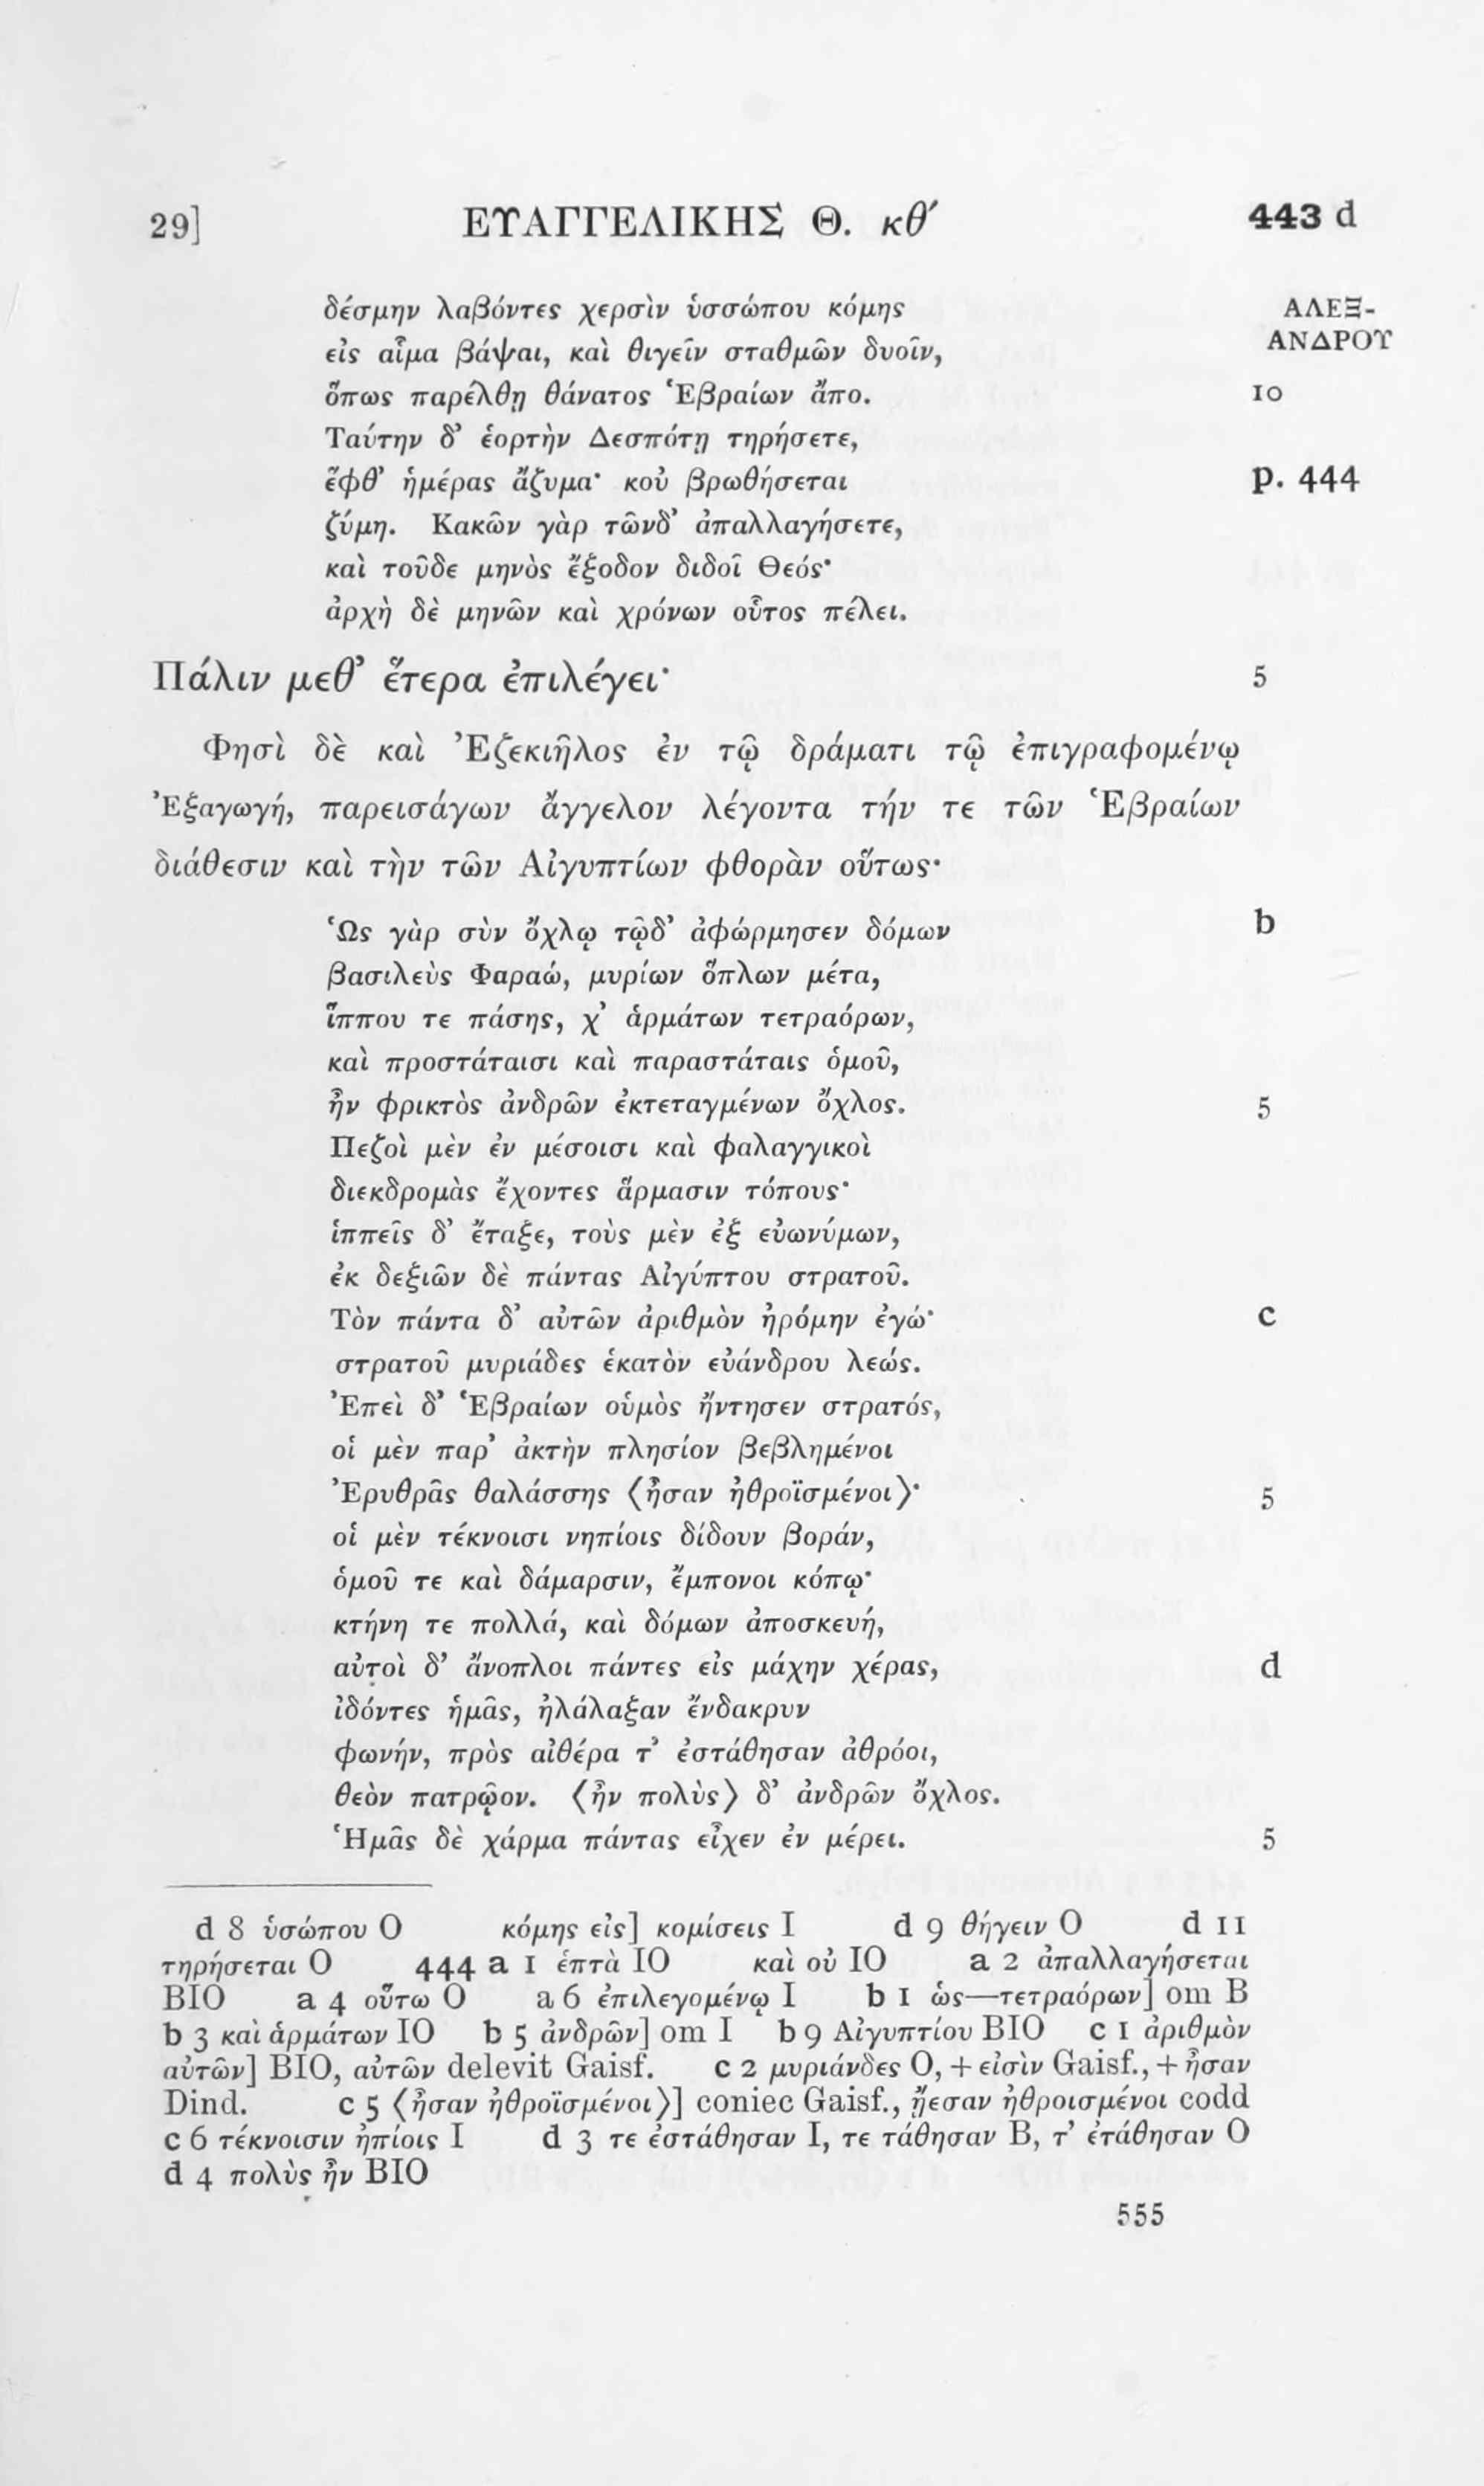 29] ΕΥΑΓΓΕΛΙΚΗΣ Θ. κθʹ 443 d
δέσμην λαβόντες χερσὶν ὑσσώπου κόμης ΑΛΕΞ-
εἰς αἷμα βάψαι, καὶ θιγεῖν σταθμῶν δυοῖν, ΑΝΔΡΟΥ
ὅπως παρέλθῃ θάνατος Ἑβραίων ἄπο. 10
Ταύτην δ’ ἑορτὴν Δεσπότῃ τηρήσετε,
ἕφθ’ ἡμέρας ἄζυμα· κοὐ βρωθήσεται p. 444
ζύμη. Κακῶν γὰρ τῶνδ’ ἀπαλλαγήσετε,
καὶ τοῦδε μηνὸς ἔξοδον διδοῖ Θεός·
ἀρχὴ δὲ μηνῶν καὶ χρόνων οὗτος πέλει.
Πάλιν μεθ’ ἕτερα ἐπιλέγει· 5
Φησὶ δὲ καὶ Ἐζεκιῆλος ἐν τῷ δράματι τῷ ἐπιγραφομένῳ
Ἐξαγωγή, παρεισάγων ἄγγελον λέγοντα τήν τε τῶν Ἑβραίων
διάθεσιν καὶ τὴν τῶν Αἰγυπτίων φθορὰν οὕτως·
Ὡς γὰρ σὺν ὄχλῳ τῷδ’ ἀφώρμησεν δόμων b
βασιλεὺς Φαραώ, μυρίων ὅπλων μέτα,
ἵππου τε πάσης, χ’ ἁρμάτων τετραόρων,
καὶ προστάταισι καὶ παραστάταις ὁμοῦ,
ἦν φρικτὸς ἀνδρῶν ἐκτεταγμένων ὄχλος. 5
Πεζοὶ μὲν ἐν μέσοισι καὶ φαλαγγικοὶ
διεκδρομὰς ἔχοντες ἅρμασιν τόπους·
ἱππεῖς δ’ ἔταξε, τοὺς μὲν ἐξ εὐωνύμων,
ἐκ δεξιῶν δὲ πάντας Αἰγύπτου στρατοῦ.
Τὸν πάντα δ’ αὐτῶν ἀριθμὸν ἠρόμην ἐγώ· c
στρατοῦ μυριάδες ἑκατὸν εὐάνδρου λεώς.
Ἐπεὶ δ’ Ἑβραίων οὑμὸς ἤντησεν στρατός,
οἱ μὲν παρ’ ἀκτὴν πλησίον βεβλημένοι
Ἐρυθρᾶς θαλάσσης ⟨ἦσαν ἠθροϊσμένοι⟩· 5
οἱ μὲν τέκνοισι νηπίοις δίδουν βοράν,
ὁμοῦ τε καὶ δάμαρσιν, ἔμπονοι κόπῳ·
κτήνη τε πολλά, καὶ δόμων ἀποσκευή,
αὐτοὶ δ’ ἄνοπλοι πάντες εἰς μάχην χέρας, d
ἰδόντες ἡμᾶς, ἠλάλαξαν ἔνδακρυν
φωνήν, πρὸς αἰθέρα τ’ ἐστάθησαν ἀθρόοι,
θεὸν πατρῷον. ⟨ἦν πολὺς⟩ δ’ ἀνδρῶν ὄχλος.
Ἡμᾶς δὲ χάρμα πάντας εἶχεν ἐν μέρει. 5
d 8 ὑσώπου O κόμης εἰς] κομίσεις I d 9 θήγειν O d 11
τηρήσεται O 444 a 1 ἑπτὰ IO καὶ οὐ IO a 2 ἀπαλλαγήσεται
BIO a 4 οὕτω O a 6 ἐπιλεγομένῳ I b 1 ὡς—τετραόρων] om B
b 3 καὶ ἁρμάτων IO b 5 ἀνδρῶν] om I b 9 Αἰγυπτίου BIO c 1 ἀριθμὸν
αὐτῶν] BIO, αὐτῶν delevit Gaisf. c 2 μυριάνδες O, + εἰσὶν Gaisf., + ἦσαν
Dind. c 5 ⟨ἦσαν ἠθροϊσμένοι⟩] coniec Gaisf., ᾔεσαν ἠθροισμένοι codd
c 6 τέκνοισιν ἠπίοις I d 3 τε ἐστάθησαν I, τε τάθησαν B, τ’ ἐτάθησαν O
d 4 πολὺς ἦν BIO
555